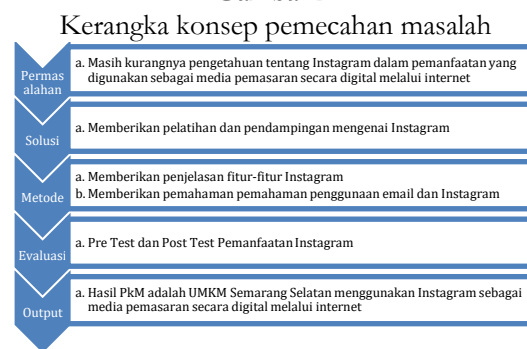 Kerangka konsep pemecahan masalah
Permas
alahan
a. Masih kurangnya pengetahuan tentang Instagram dalam pemanfaatan yang
digunakan sebagai media pemasaran secara digital melalui internet
Solusi
a. Memberikan pelatihan dan pendampingan mengenai Instagram
Metode
a. Memberikan penjelasan fitur-fitur Instagram
b. Memberikan pemahaman pemahaman penggunaan email dan Instagram
Evaluasi
a. Pre Test dan Post Test Pemanfaatan Instagram
Output
a. Hasil PkM adalah UMKM Semarang Selatan menggunakan Instagram sebagai
media pemasaran secara digital melalui internet